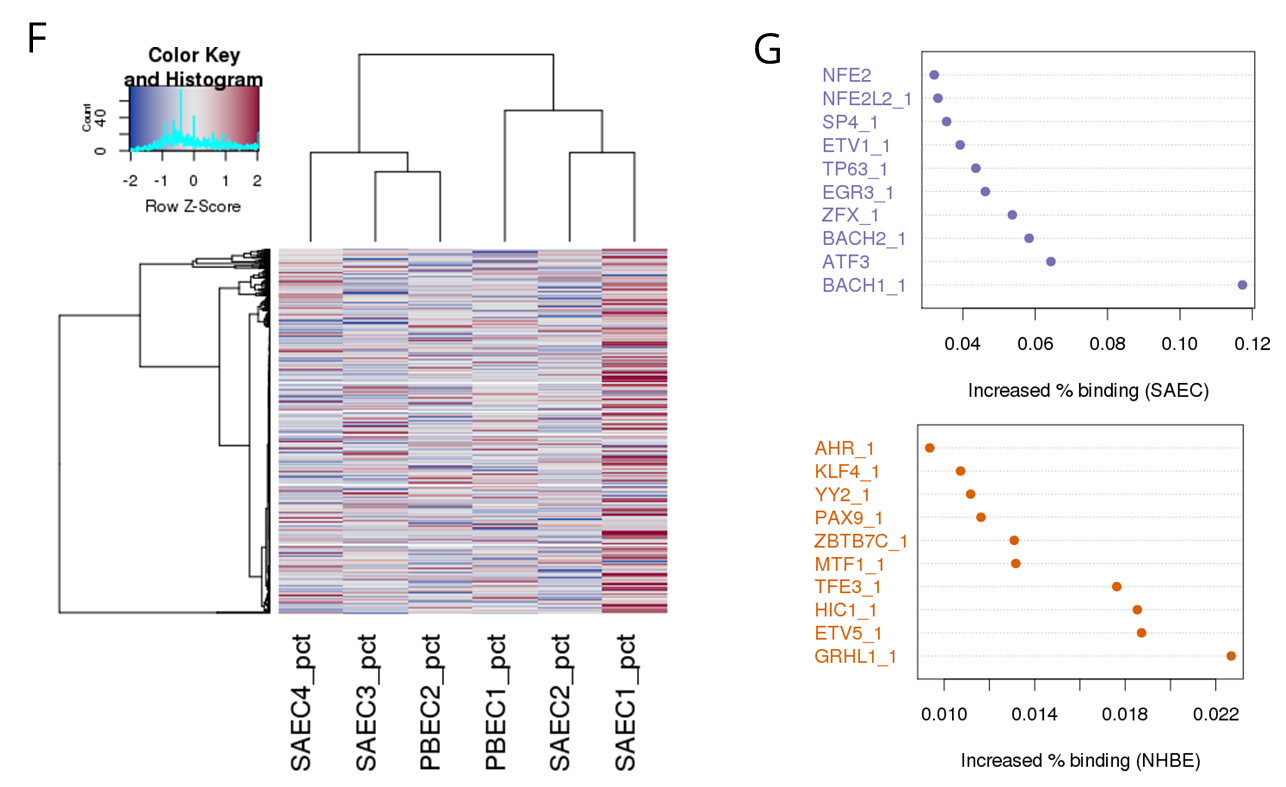 F
Color Key
and Histogram
Count
0 40
-2 -1 0 1 2
Row Z-Score
SAEC4_pct
SAEC3_pct
PBEC2_pct
PBEC1_pct
SAEC2_pct
SAEC1_pct
G
NFE2
NFE2L2_1
SP4_1
ETV1_1
TP63_1
EGR3_1
ZFX_1
BACH2_1
ATF3
BACH1_1
0.04 0.06 0.08 0.10 0.12
Increased % binding (SAEC)
AHR_1
KLF4_1
YY2_1
PAX9_1
ZBTB7C_1
MTF1_1
TFE3_1
HIC1_1
ETV5_1
GRHL1_1
0.010 0.014 0.018 0.022
Increased % binding (NHBE)